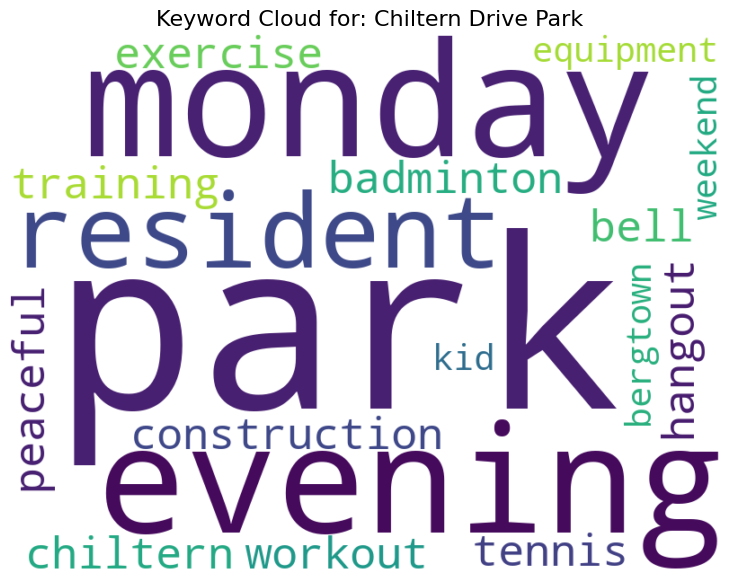 Keyword Cloud for: Chiltern Drive Park
exercise
equipment
monday
weekend
training
badminton
resident
bell
park
kid
bergtown
hangout
peaceful
construction
evening
chiltern
workout
tennis